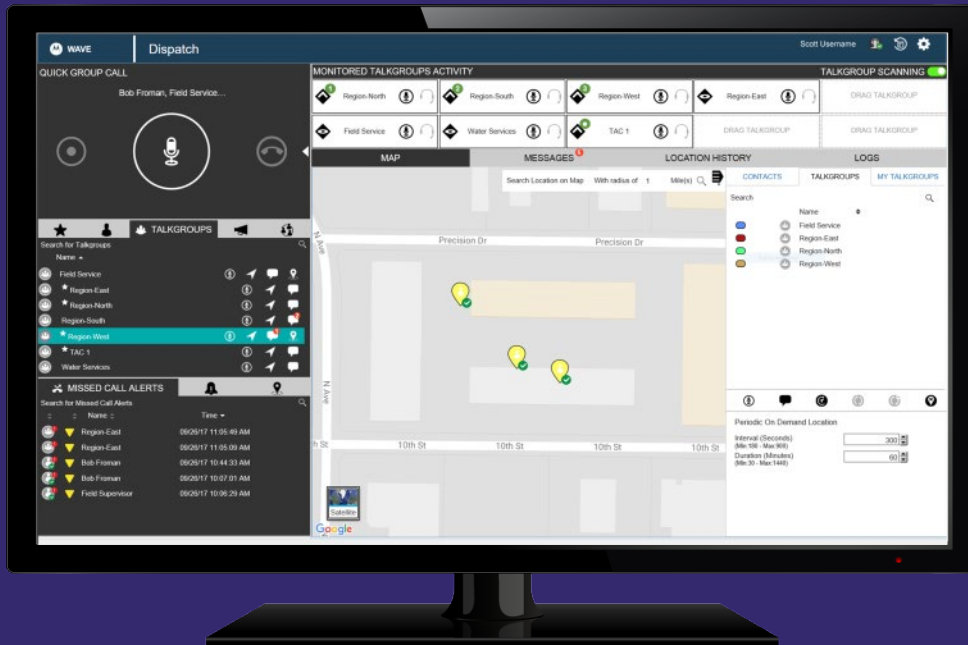 WAVE
Dispatch
Scott Username
QUICK GROUP CALL
Bob Froman, Field Service...
MONITORED TALKGROUPS ACTIVITY
TALKGROUP SCANNING
1 Region-North
2 Region-South
3 Region-West
Region-East
DRAG TALKGROUP
Field Service
Water Services
TAC 1
DRAG TALKGROUP
DRAG TALKGROUP
MAP
MESSAGES
LOCATION HISTORY
LOGS
TALKGROUPS
Search for Talkgroups
Name
Field Service
Region-East
Region-North
Region-South
Region-West
TAC 1
Water Services
MISSED CALL ALERTS
Search for Missed Call Alerts
Name
Time
Region-East 09/26/17 11:05:49 AM
Region-East 09/26/17 11:05:09 AM
Bob Froman 09/26/17 10:44:33 AM
Bob Froman 09/26/17 10:07:01 AM
Field Supervisor 09/26/17 10:06:29 AM
Search Location on Map
With radius of 1 Mile(s)
N Ave
Precision Dr
Precision Dr
N Ave
h St
10th St
10th St
10th St
10th St
Satellite
Google
CONTACTS
TALKGROUPS
MY TALKGROUPS
Search
Name
Field Service
Region-East
Region-North
Region-West
Periodic On Demand Location
Interval (Seconds) 300
(Min:180 - Max:900)
Duration (Minutes) 60
(Min:30 - Max:1440)